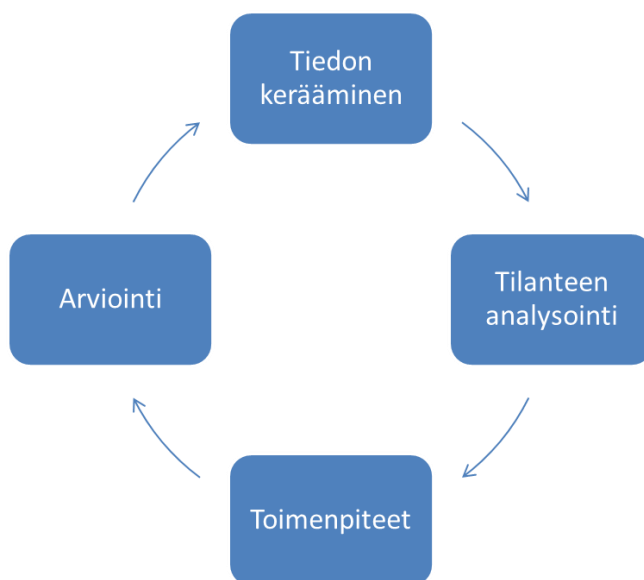 Tiedon
kerääminen
Tilanteen
analysointi
Toimenpiteet
Arviointi